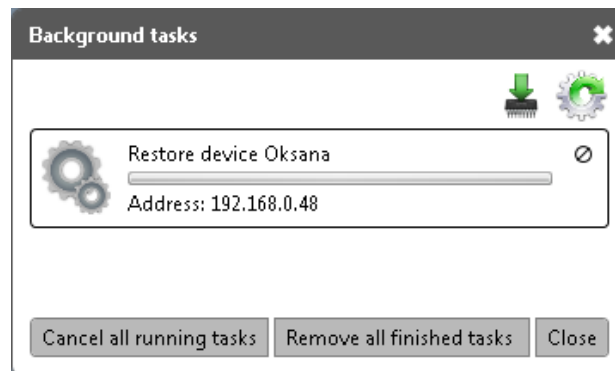 Background tasks
Restore device Oksana
Address: 192.168.0.48
Cancel all running tasks
Remove all finished tasks
Close